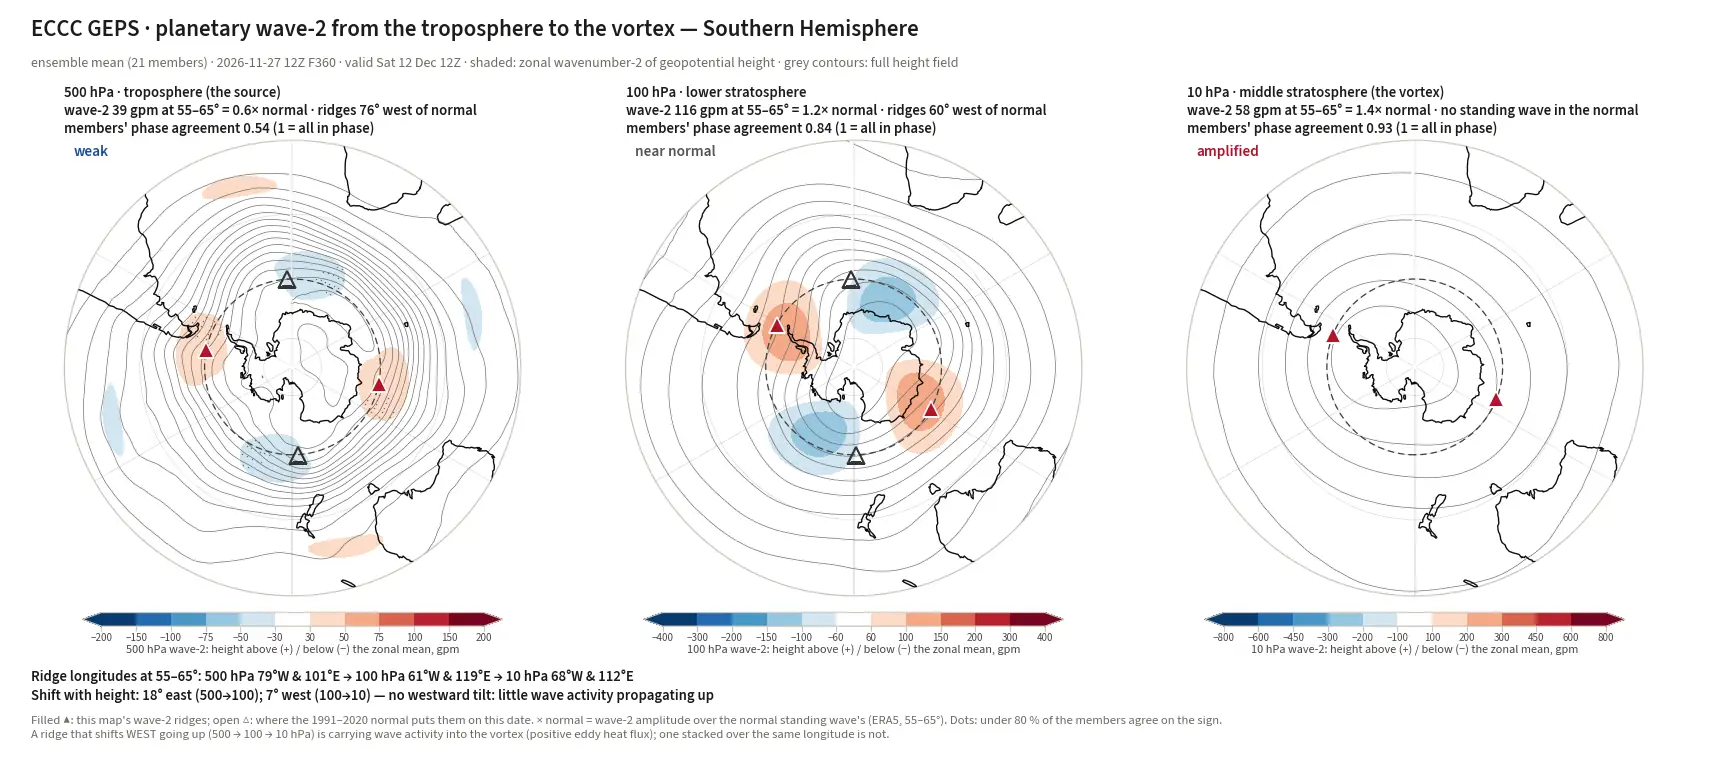 ECCC GEPS · planetary wave-2 from the troposphere to the vortex — Southern Hemisphere
ensemble mean (21 members) · 2026-11-27 12Z F360 · valid Sat 12 Dec 12Z · shaded: zonal wavenumber-2 of geopotential height · grey contours: full height field
500 hPa · troposphere (the source)
wave-2 39 gpm at 55–65° = 0.6× normal · ridges 76° west of normal
members' phase agreement 0.54 (1 = all in phase)
weak
100 hPa · lower stratosphere
wave-2 116 gpm at 55–65° = 1.2× normal · ridges 60° west of normal
members' phase agreement 0.84 (1 = all in phase)
near normal
10 hPa · middle stratosphere (the vortex)
wave-2 58 gpm at 55–65° = 1.4× normal · no standing wave in the normal
members' phase agreement 0.93 (1 = all in phase)
amplified
−200 −150 −100 −75 −50 −30 30 50 75 100 150 200
500 hPa wave-2: height above (+) / below (−) the zonal mean, gpm
−400 −300 −200 −150 −100 −60 60 100 150 200 300 400
100 hPa wave-2: height above (+) / below (−) the zonal mean, gpm
−800 −600 −450 −300 −200 −100 100 200 300 450 600 800
10 hPa wave-2: height above (+) / below (−) the zonal mean, gpm
Ridge longitudes at 55–65°: 500 hPa 79°W & 101°E → 100 hPa 61°W & 119°E → 10 hPa 68°W & 112°E
Shift with height: 18° east (500→100); 7° west (100→10) — no westward tilt: little wave activity propagating up
Filled ▲: this map's wave-2 ridges; open △: where the 1991–2020 normal puts them on this date. × normal = wave-2 amplitude over the normal standing wave's (ERA5, 55–65°). Dots: under 80 % of the members agree on the sign.
A ridge that shifts WEST going up (500 → 100 → 10 hPa) is carrying wave activity into the vortex (positive eddy heat flux); one stacked over the same longitude is not.